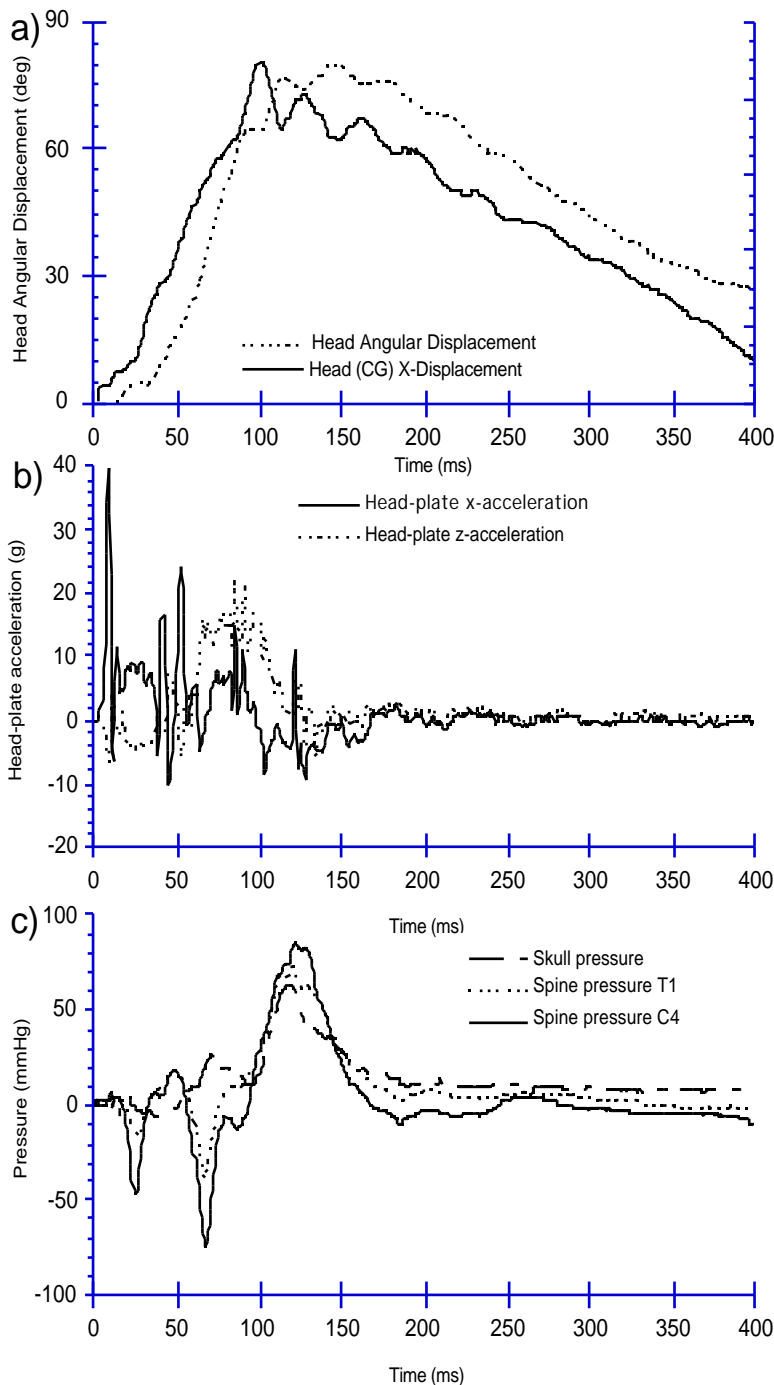 a)
90
60
30
0
Head Angular Displacement (deg)
Head Angular Displacement
Head (CG) X-Displacement
0 50 100 150 200 250 300 350 400
Time (ms)
b)
40
30
20
10
0
-10
-20
Head-plate acceleration (g)
Head-plate x-acceleration
Head-plate z-acceleration
0 50 100 150 200 250 300 350 400
Time (ms)
c)
100
50
0
-50
-100
Pressure (mmHg)
Skull pressure
Spine pressure T1
Spine pressure C4
0 50 100 150 200 250 300 350 400
Time (ms)